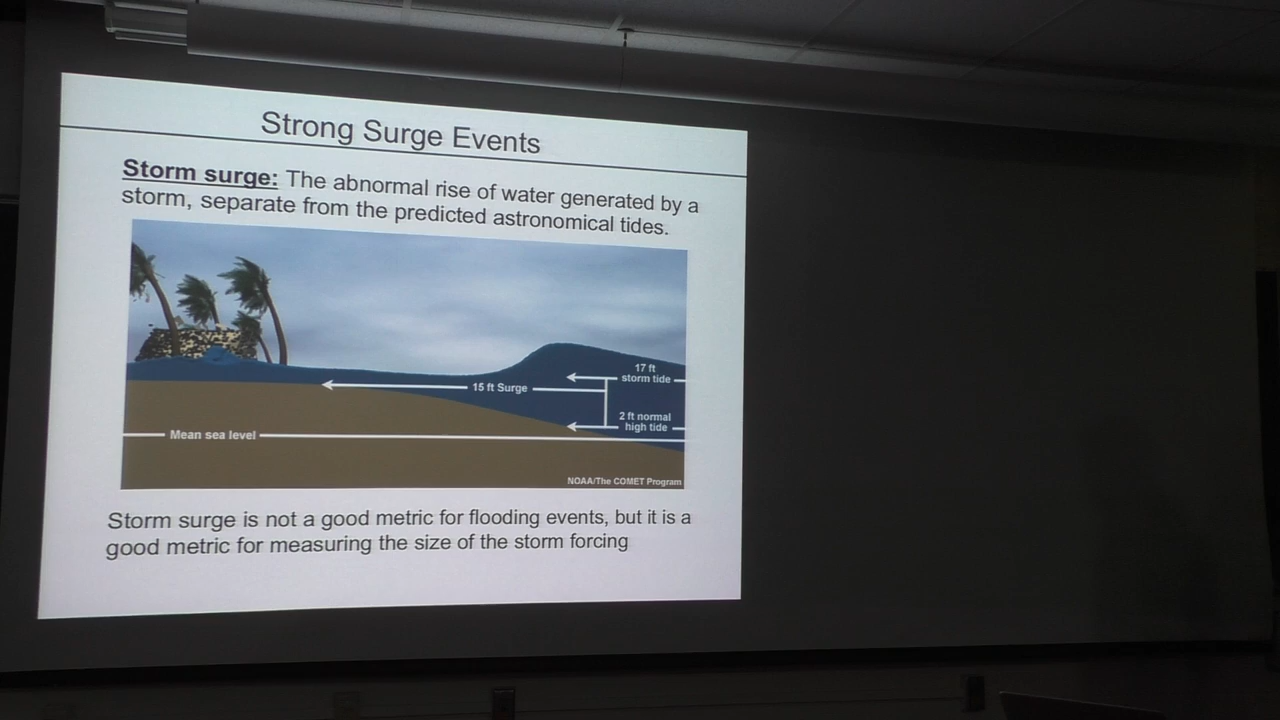 Strong Surge Events
Storm surge: The abnormal rise of water generated by a
storm, separate from the predicted astronomical tides.
17 ft
storm tide
15 ft Surge
2 ft normal
high tide
Mean sea level
NOAA/The COMET Program
Storm surge is not a good metric for flooding events, but it is a
good metric for measuring the size of the storm forcing